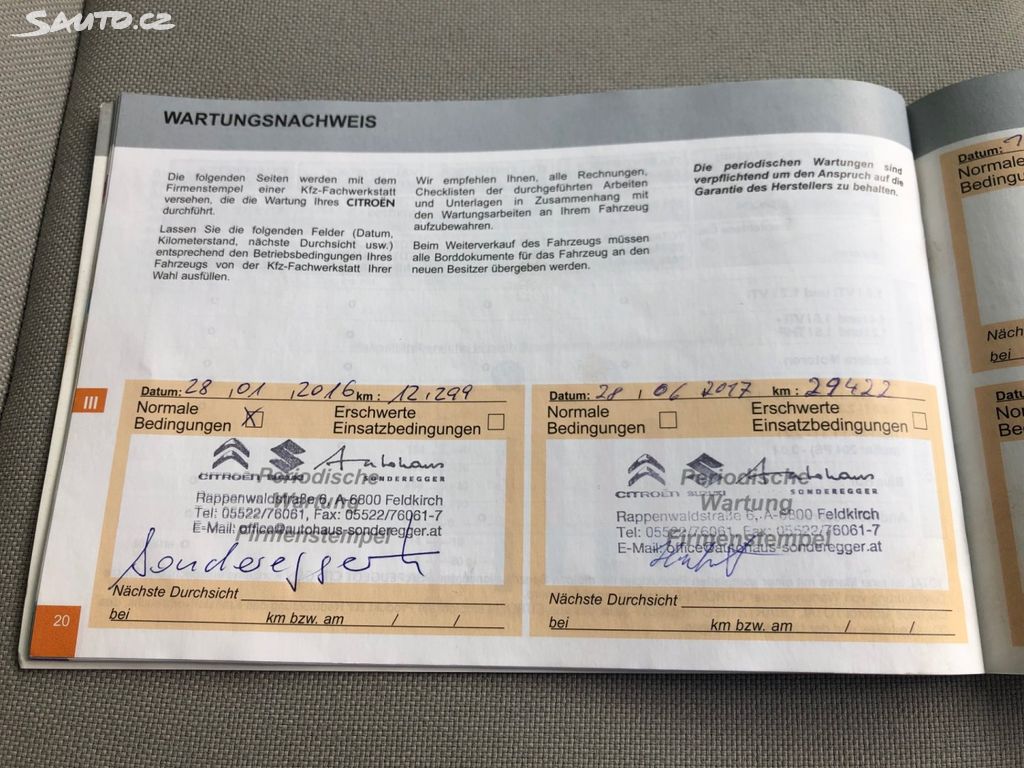 SAUTO.CZ
WARTUNGSNACHWEIS
Die folgenden Seiten werden mit dem
Firmenstempel einer Kfz-Fachwerkstatt
versehen, die die Wartung Ihres CITROËN
durchführt.
Lassen Sie die folgenden Felder (Datum,
Kilometerstand, nächste Durchsicht usw.)
entsprechend den Betriebsbedingungen Ihres
Fahrzeugs von der Kfz-Fachwerkstatt Ihrer
Wahl ausfüllen.
Wir empfehlen Ihnen, alle Rechnungen,
Checklisten der durchgeführten Arbeiten
und Unterlagen in Zusammenhang mit
den Wartungsarbeiten an Ihrem Fahrzeug
aufzubewahren.
Beim Weiterverkauf des Fahrzeugs müssen
alle Borddokumente für das Fahrzeug an den
neuen Besitzer übergeben werden.
Die periodischen Wartungen sind
verpflichtend um den Anspruch auf die
Garantie des Herstellers zu behalten.
III
Datum: 28 , 01 , 2016 km : 12.299
Normale
Bedingungen
Erschwerte
Einsatzbedingungen
CITROËN SUZUKI Autohaus
SONDEREGGER
Periodische
Wartung
Firmenstempel
Rappenwaldstraße 6, A-6800 Feldkirch
Tel: 05522/76061, Fax: 05522/76061-7
E-Mail: office@autohaus-sonderegger.at
Nächste Durchsicht
bei km bzw. am / /
Datum: 28 , 06 , 2017 km : 29422
Normale
Bedingungen
Erschwerte
Einsatzbedingungen
CITROËN SUZUKI Autohaus
SONDEREGGER
Periodische
Wartung
Firmenstempel
Rappenwaldstraße 6, A-6800 Feldkirch
Tel: 05522/76061, Fax: 05522/76061-7
E-Mail: office@autohaus-sonderegger.at
Nächste Durchsicht
bei km bzw. am / /
20
Datum:
Normale
Bedingu
Näch
bei
Datu
Nor
Be